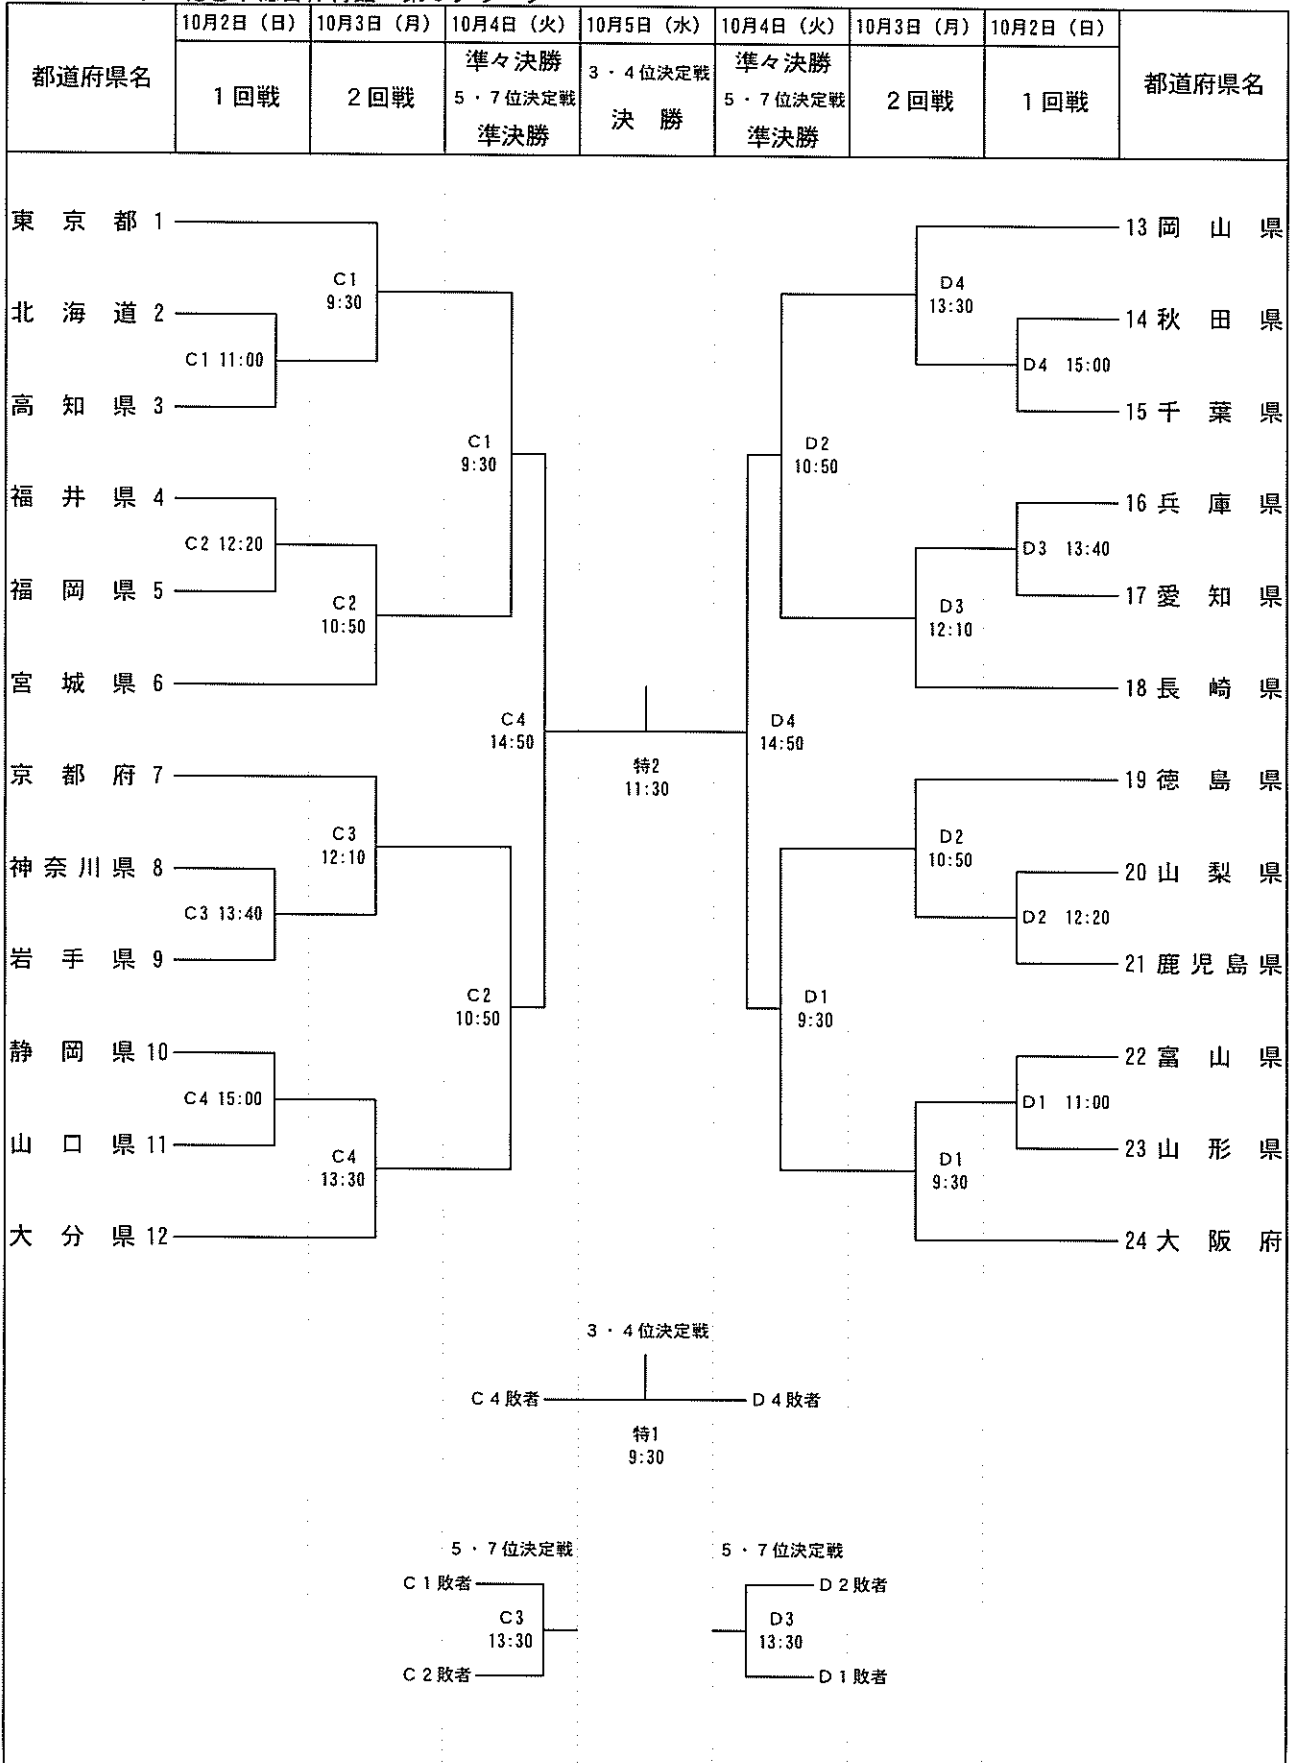 都道府県名
10月2日（日）
10月3日（月）
10月4日（火）
10月5日（水）
10月4日（火）
10月3日（月）
10月2日（日）
都道府県名
1回戦
2回戦
準々決勝
5・7位決定戦
準決勝
3・4位決定戦
決　勝
準々決勝
5・7位決定戦
準決勝
2回戦
1回戦
東　京　都 1
北　海　道 2
高　知　県 3
福　井　県 4
福　岡　県 5
宮　城　県 6
京　都　府 7
神奈川県 8
岩　手　県 9
静　岡　県 10
山　口　県 11
大　分　県 12
C1 11:00
C2 12:20
C3 13:40
C4 15:00
C1
9:30
C2
10:50
C3
12:10
C4
13:30
C1
9:30
C2
10:50
C4
14:50
特2
11:30
D4
14:50
D2
10:50
D1
9:30
D4
13:30
D3
12:10
D2
10:50
D1
9:30
D4 15:00
D3 13:40
D2 12:20
D1 11:00
13 岡　山　県
14 秋　田　県
15 千　葉　県
16 兵　庫　県
17 愛　知　県
18 長　崎　県
19 徳　島　県
20 山　梨　県
21 鹿児島県
22 富　山　県
23 山　形　県
24 大　阪　府
3・4位決定戦
C4敗者
D4敗者
特1
9:30
5・7位決定戦
C1敗者
C3
13:30
C2敗者
5・7位決定戦
D2敗者
D3
13:30
D1敗者